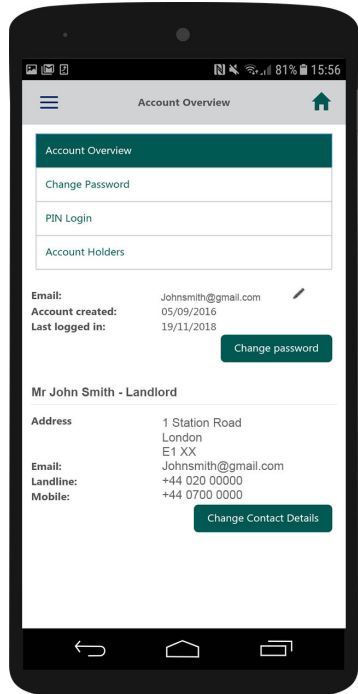 81% 15:56
Account Overview
Account Overview
Change Password
PIN Login
Account Holders
Email: Johnsmith@gmail.com
Account created: 05/09/2016
Last logged in: 19/11/2018
Change password
Mr John Smith - Landlord
Address 1 Station Road
London
E1 XX
Email: Johnsmith@gmail.com
Landline: +44 020 00000
Mobile: +44 0700 0000
Change Contact Details